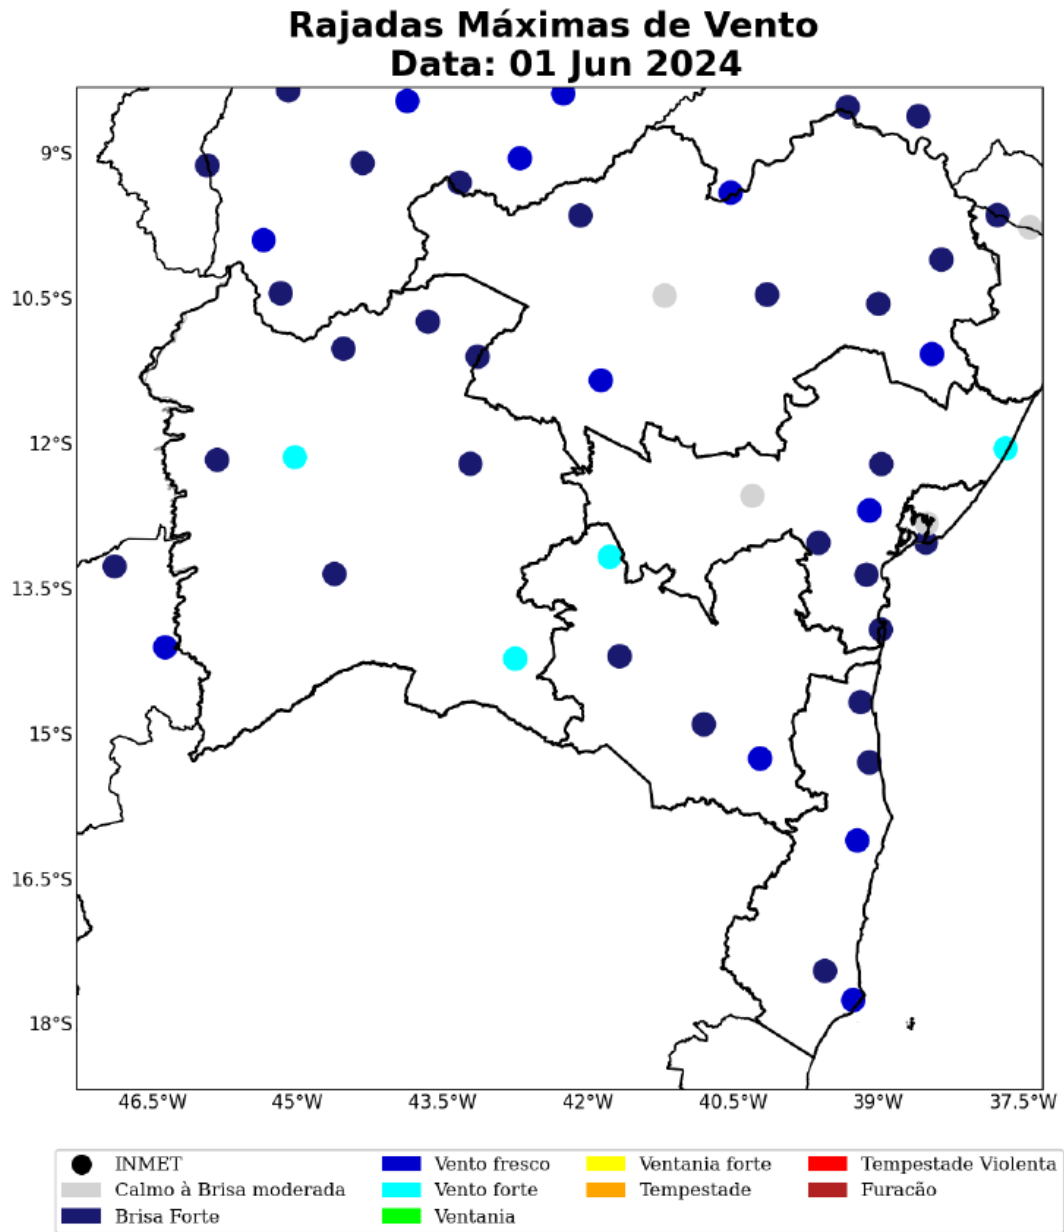 Rajadas Máximas de Vento
Data: 01 Jun 2024
9°S
10.5°S
12°S
13.5°S
15°S
16.5°S
18°S
46.5°W 45°W 43.5°W 42°W 40.5°W 39°W 37.5°W
INMET Vento fresco Ventania forte Tempestade Violenta
Calmo à Brisa moderada Vento forte Tempestade Furacão
Brisa Forte Ventania